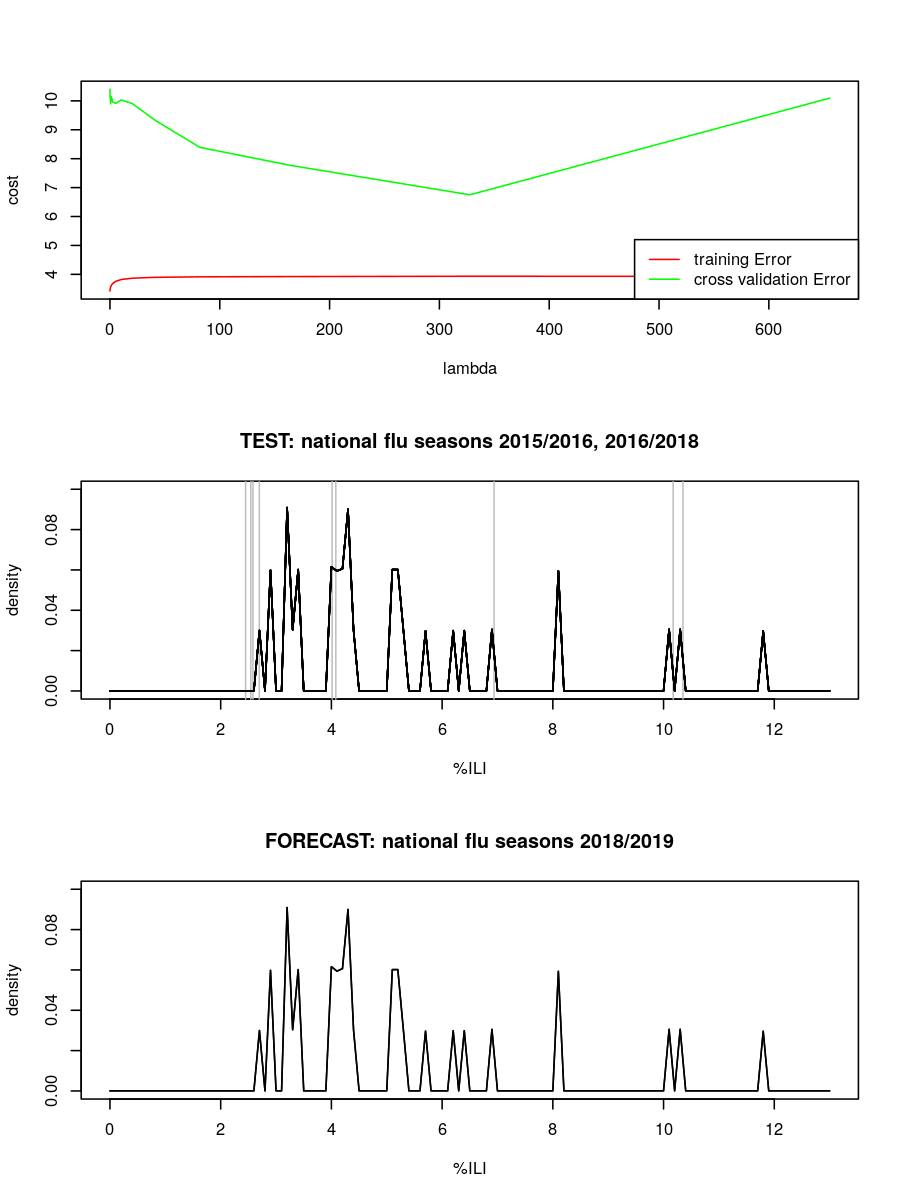 10
9
8
7
6
5
4
cost
training Error
cross validation Error
0 100 200 300 400 500 600
lambda
TEST: national flu seasons 2015/2016, 2016/2018
0.08
0.04
0.00
density
0 2 4 6 8 10 12
%ILI
FORECAST: national flu seasons 2018/2019
0.08
0.04
0.00
density
0 2 4 6 8 10 12
%ILI